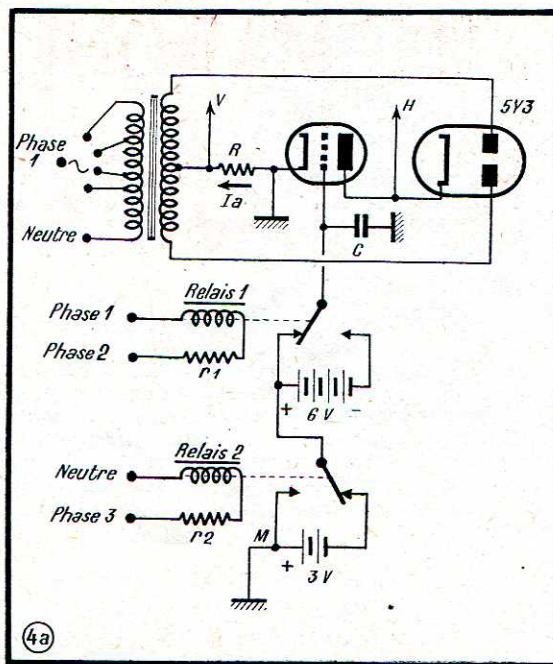 5Y3
V
H
Phase
1
R
Ia
Neutre
C
Relais 1
Phase 1
Phase 2
r1
+
6 V
-
Relais 2
Neutre
Phase 3
r2
M
+
3 V
4a